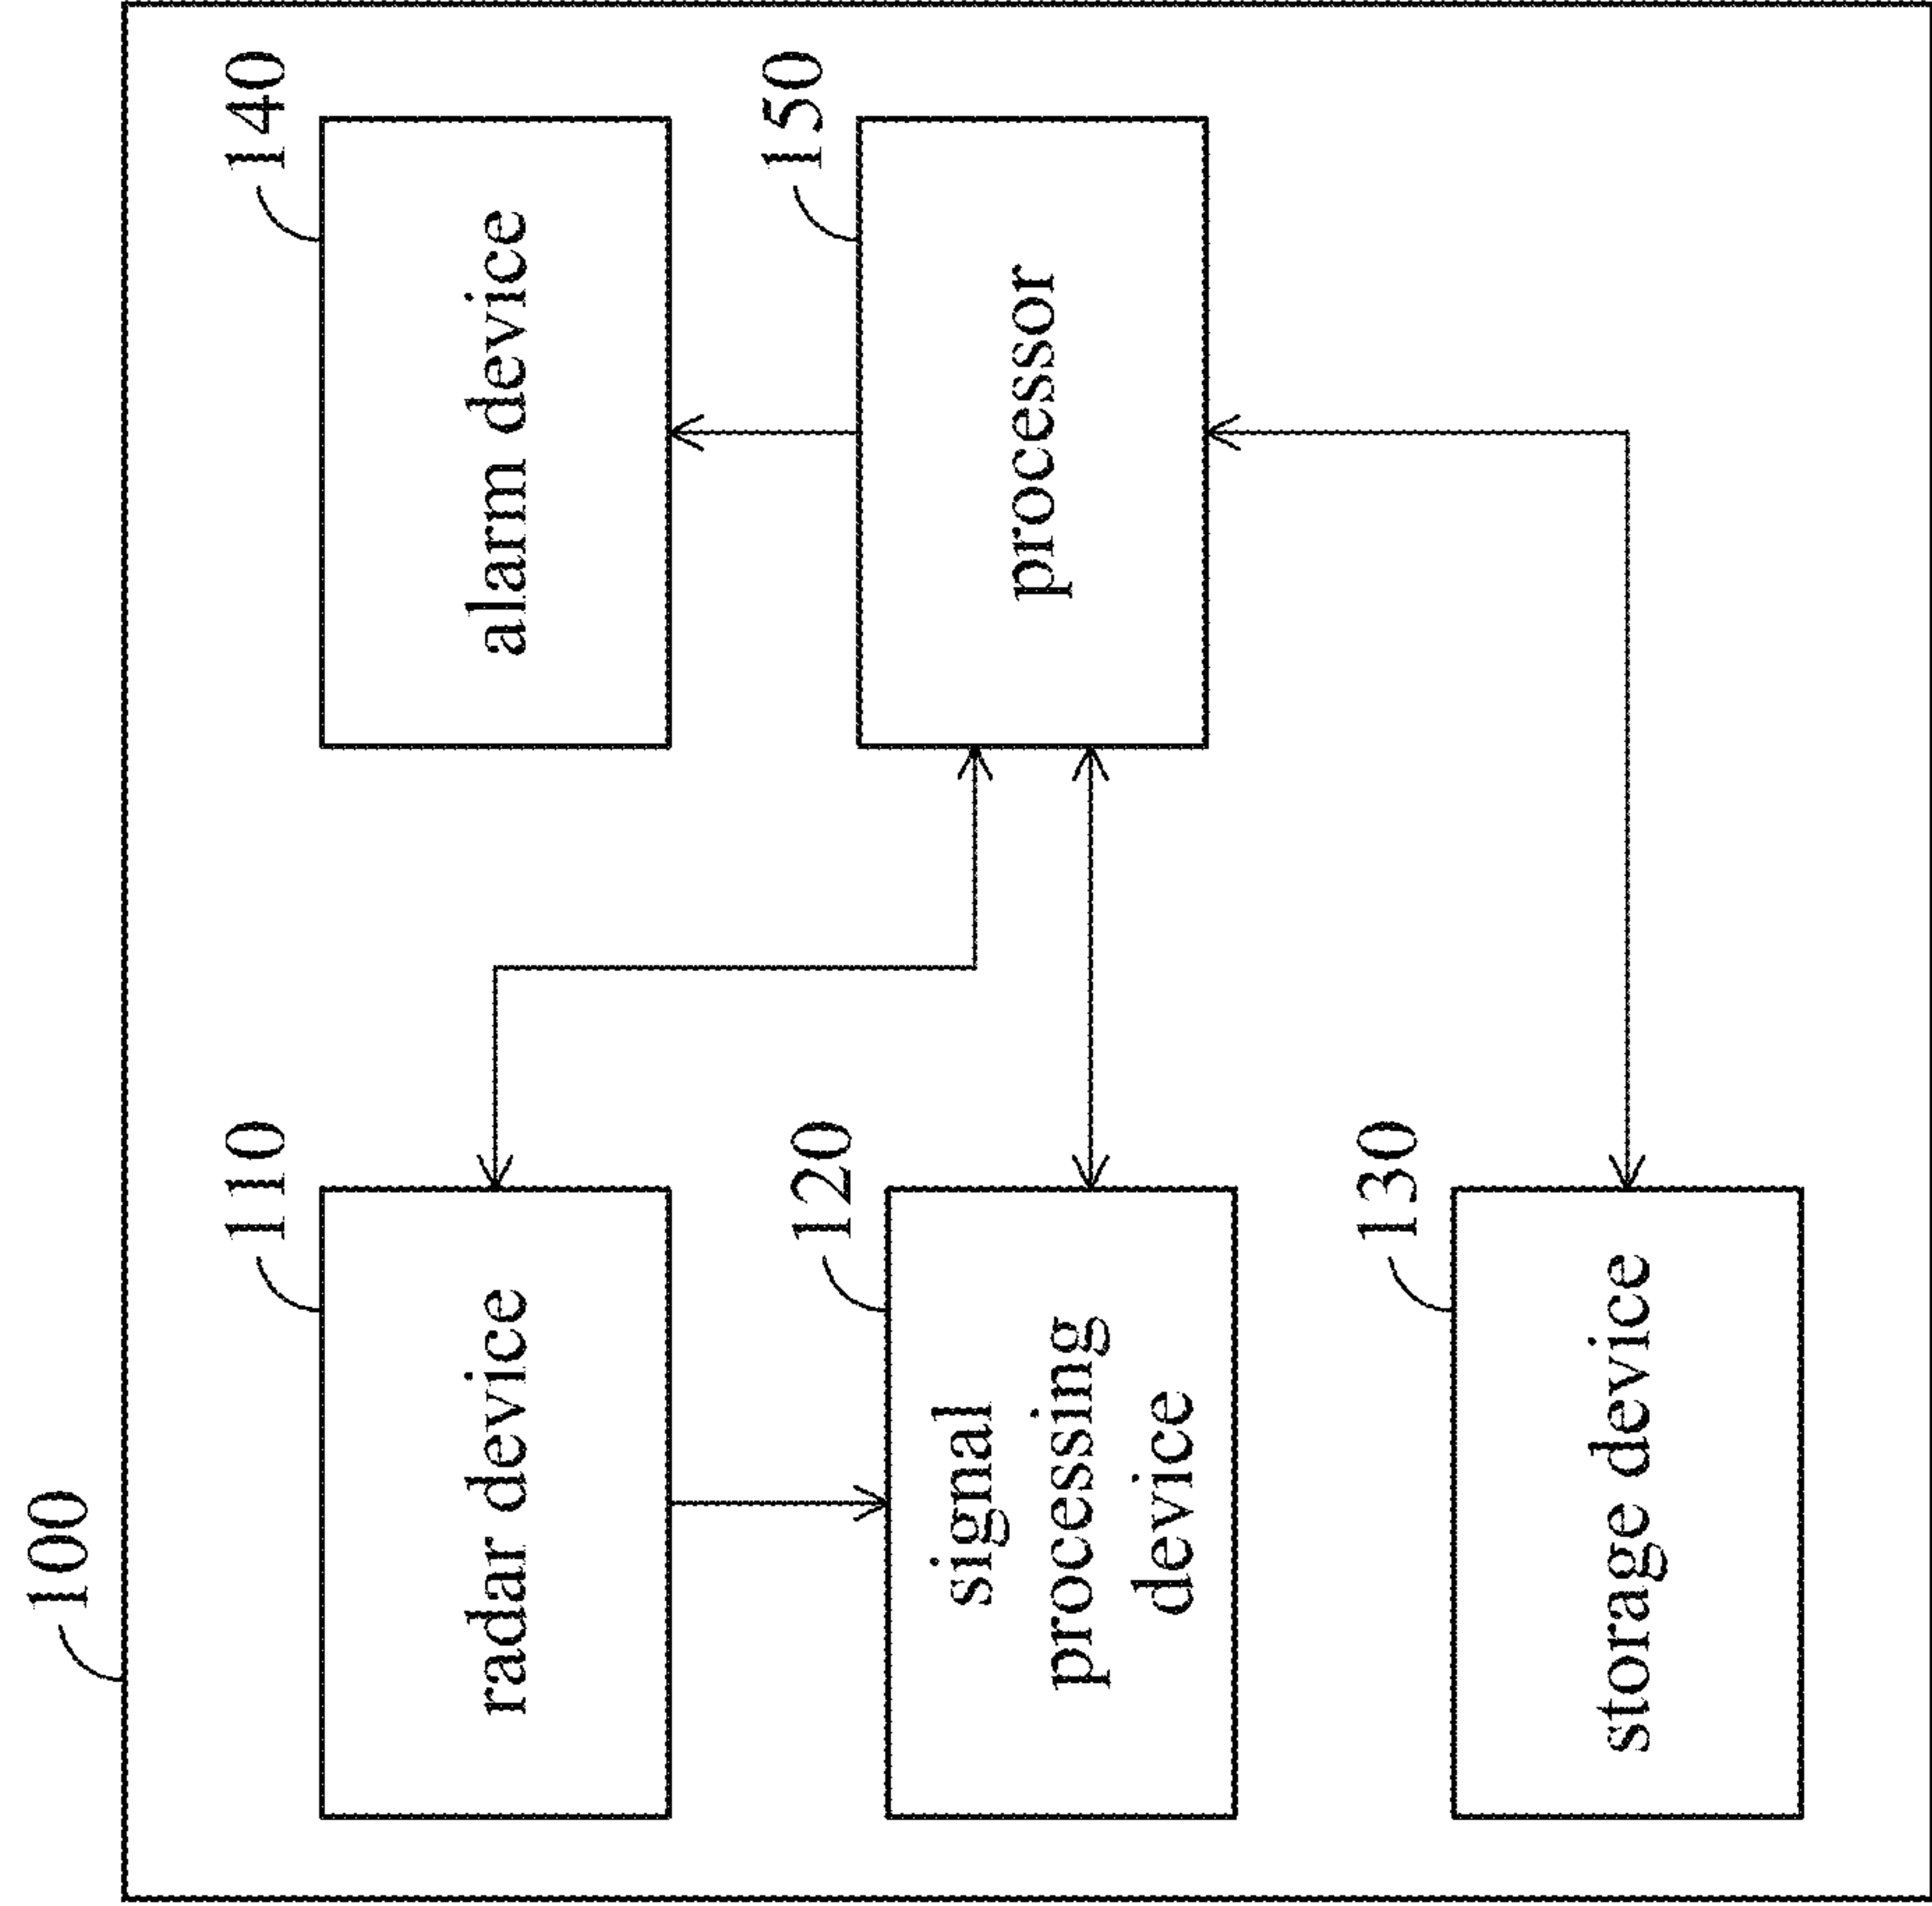 100
110
radar device
120
signal
processing
device
130
storage device
140
alarm device
150
processor